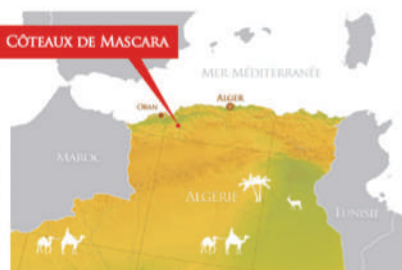 CÔTEAUX DE MASCARA
MER MÉDITERRANÉE
ORAN
ALGER
MAROC
ALGERIE
TUNISIE